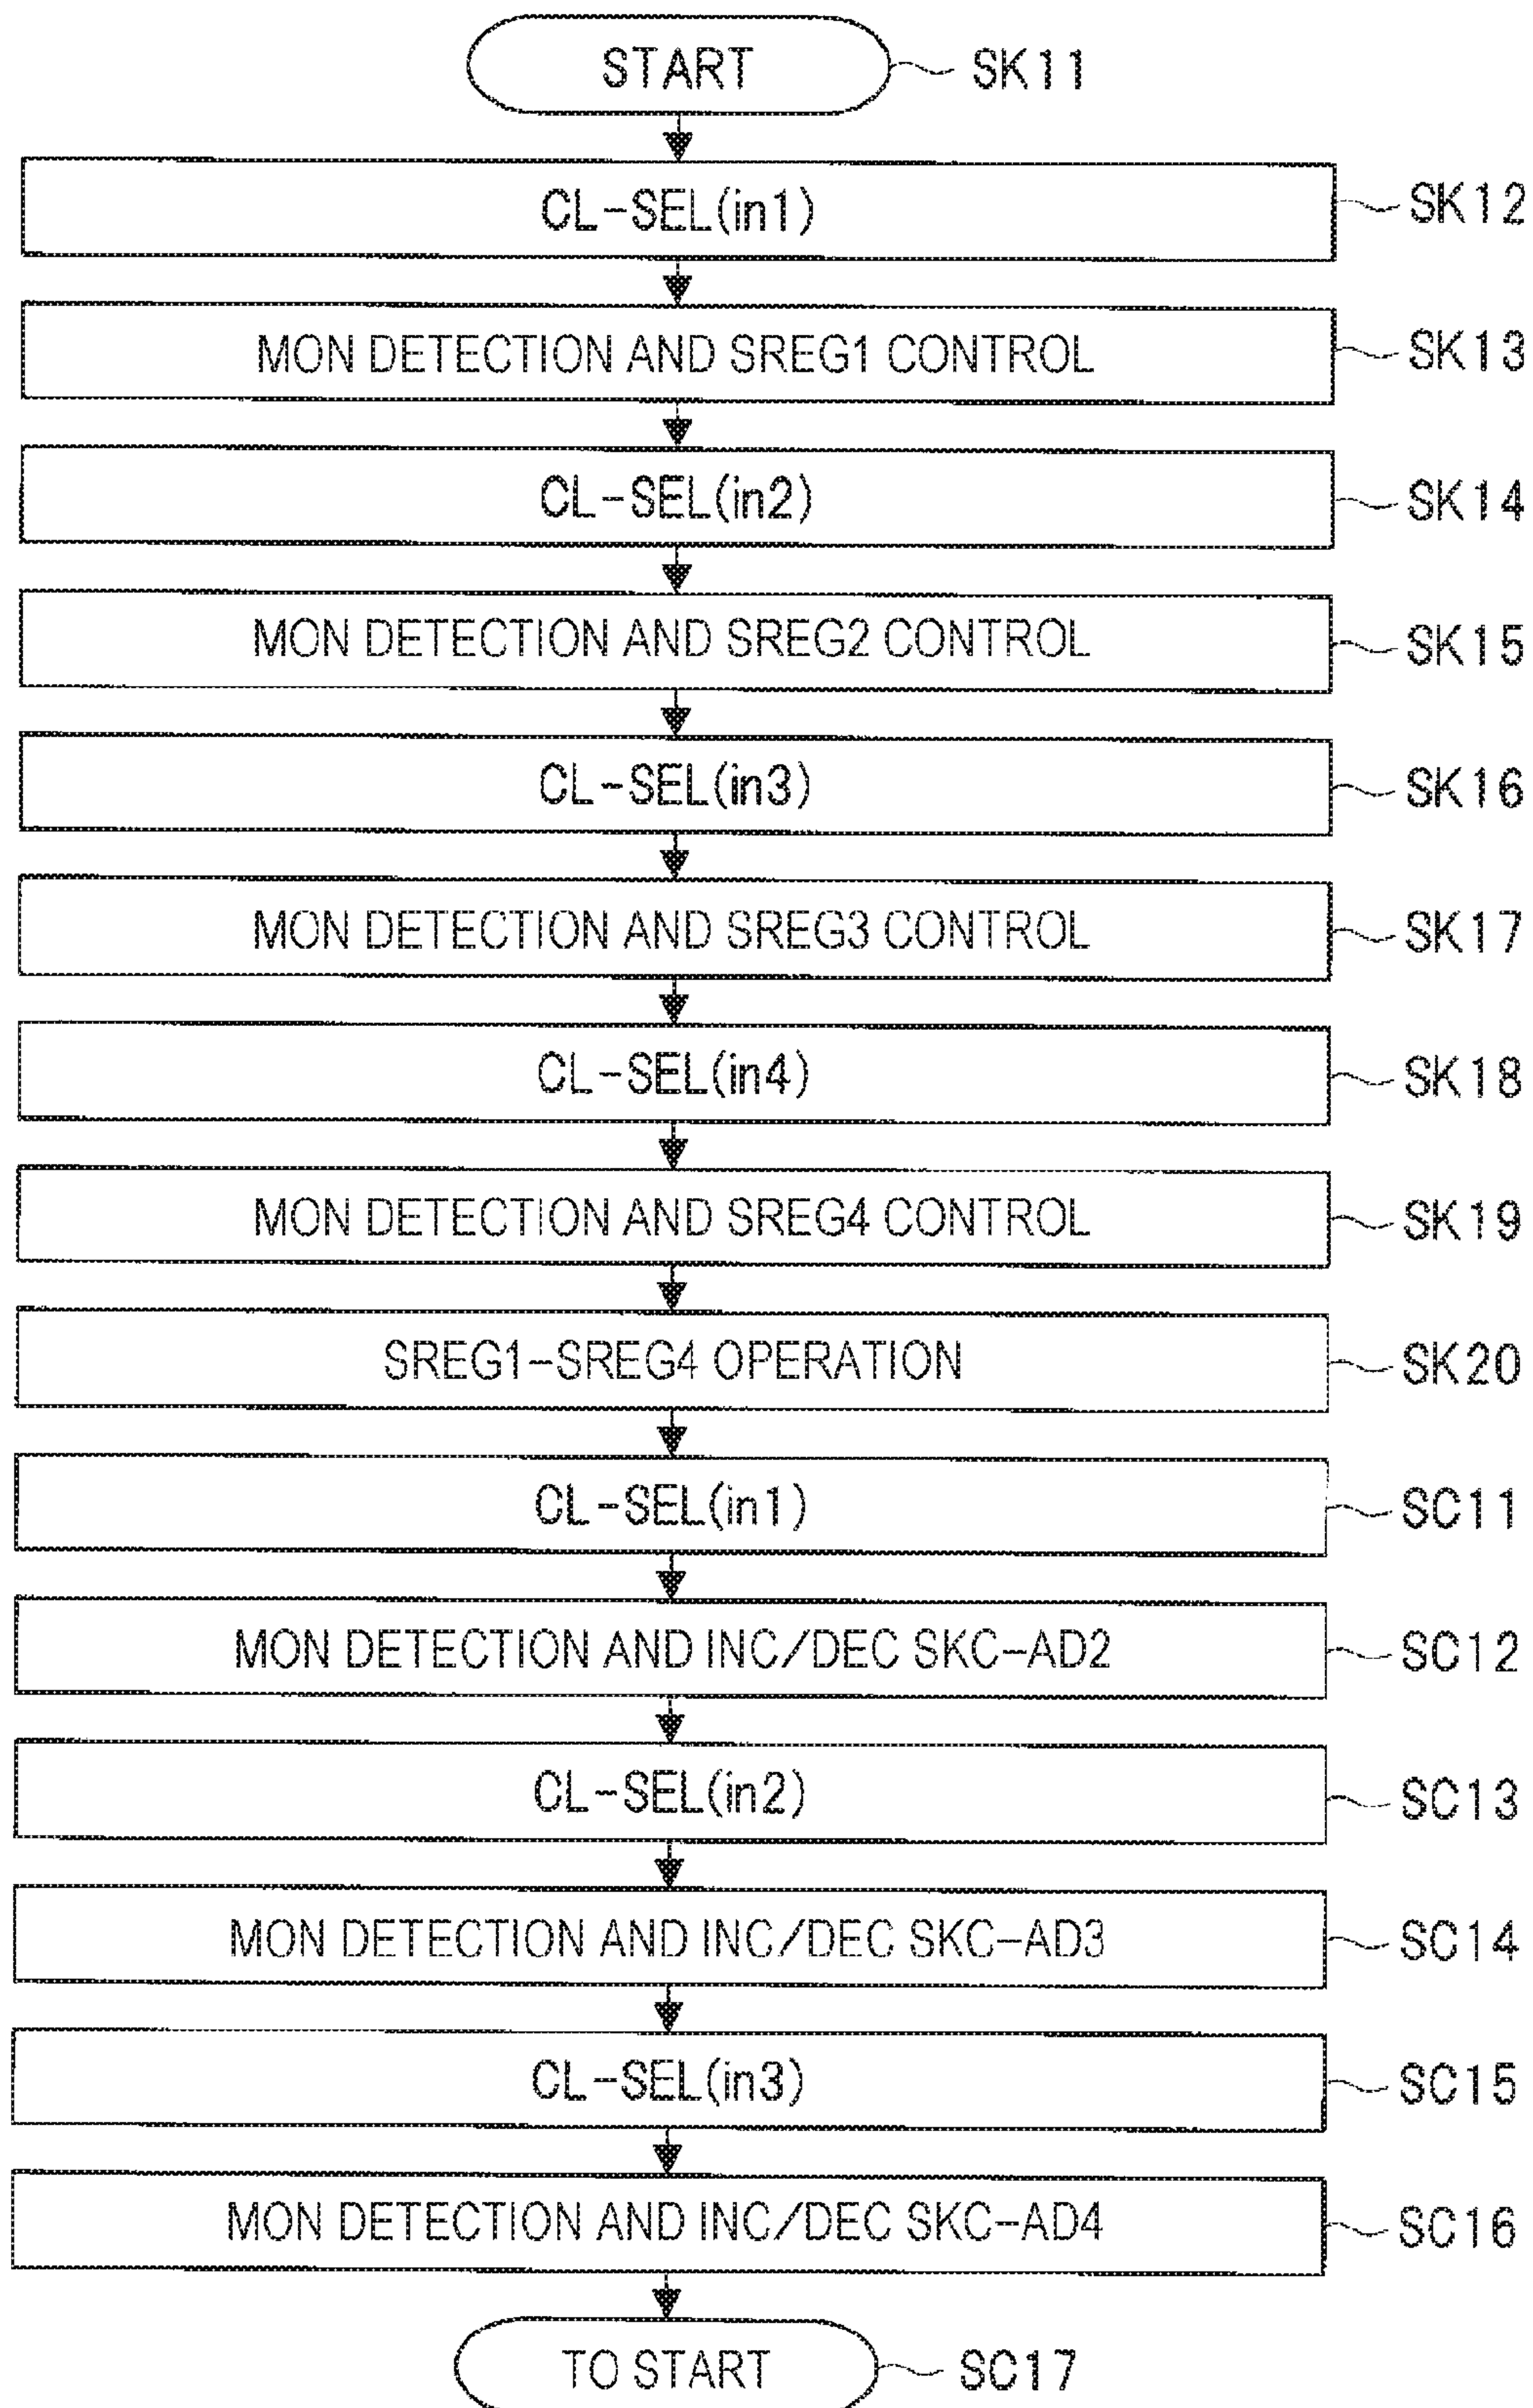 START SK11
CL-SEL(in1) SK12
MON DETECTION AND SREG1 CONTROL SK13
CL-SEL(in2) SK14
MON DETECTION AND SREG2 CONTROL SK15
CL-SEL(in3) SK16
MON DETECTION AND SREG3 CONTROL SK17
CL-SEL(in4) SK18
MON DETECTION AND SREG4 CONTROL SK19
SREG1-SREG4 OPERATION SK20
CL-SEL(in1) SC11
MON DETECTION AND INC/DEC SKC-AD2 SC12
CL-SEL(in2) SC13
MON DETECTION AND INC/DEC SKC-AD3 SC14
CL-SEL(in3) SC15
MON DETECTION AND INC/DEC SKC-AD4 SC16
TO START SC17